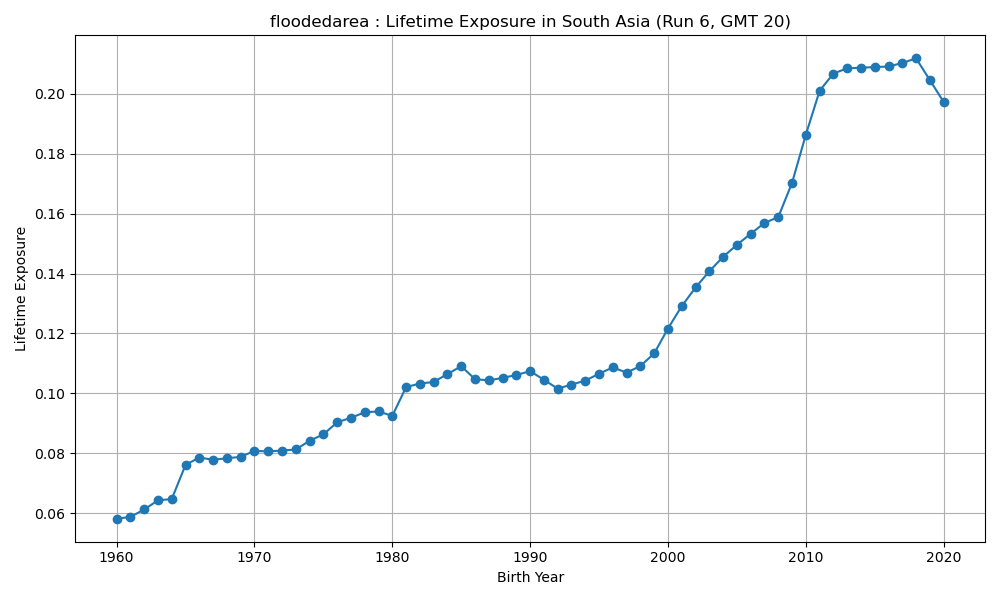 floodedarea : Lifetime Exposure in South Asia (Run 6, GMT 20)
Lifetime Exposure
0.20
0.18
0.16
0.14
0.12
0.10
0.08
0.06
1960 1970 1980 1990 2000 2010 2020
Birth Year